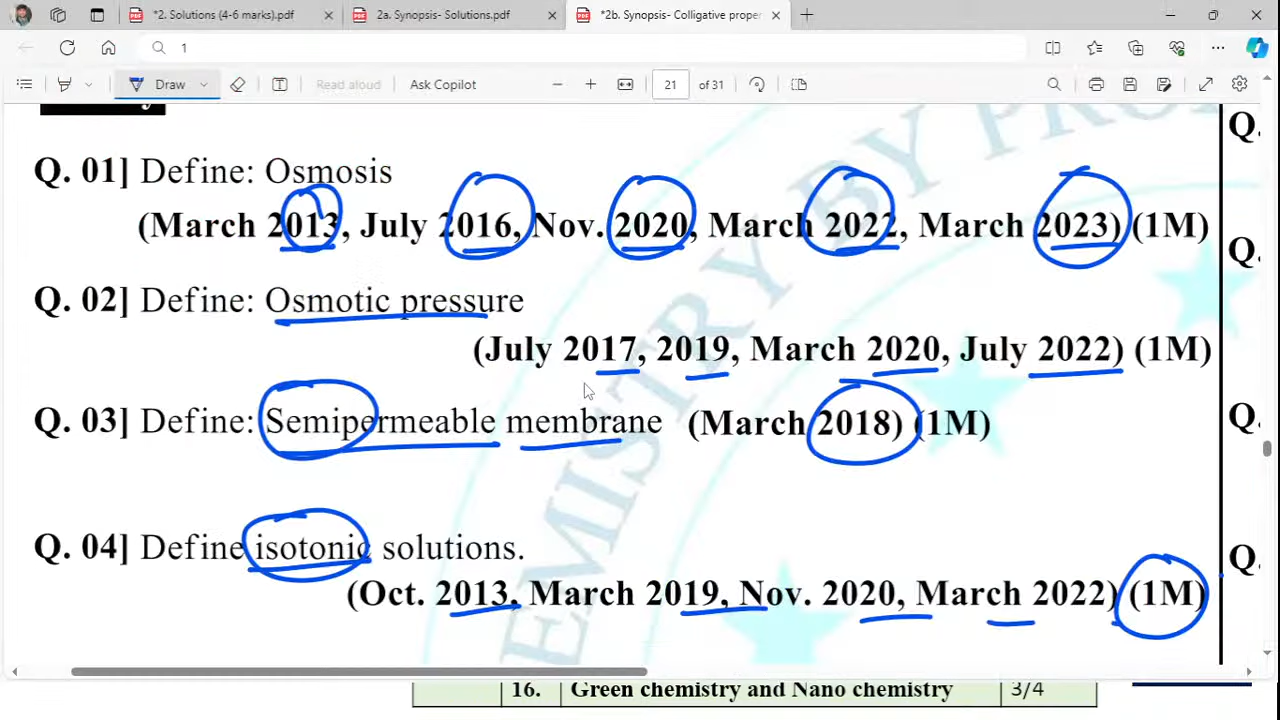 *2. Solutions (4-6 marks).pdf
2a. Synopsis- Solutions.pdf
*2b. Synopsis- Colligative proper
1
Draw
Read aloud
Ask Copilot
21
of 31
Q. 01] Define: Osmosis
(March 2013, July 2016, Nov. 2020, March 2022, March 2023) (1M)
Q. 02] Define: Osmotic pressure
(July 2017, 2019, March 2020, July 2022) (1M)
Q. 03] Define: Semipermeable membrane (March 2018) (1M)
Q. 04] Define isotonic solutions.
(Oct. 2013, March 2019, Nov. 2020, March 2022) (1M)
Q.
Q.
Q.
Q.
EMISTRY BY PRO
16. Green chemistry and Nano chemistry 3/4